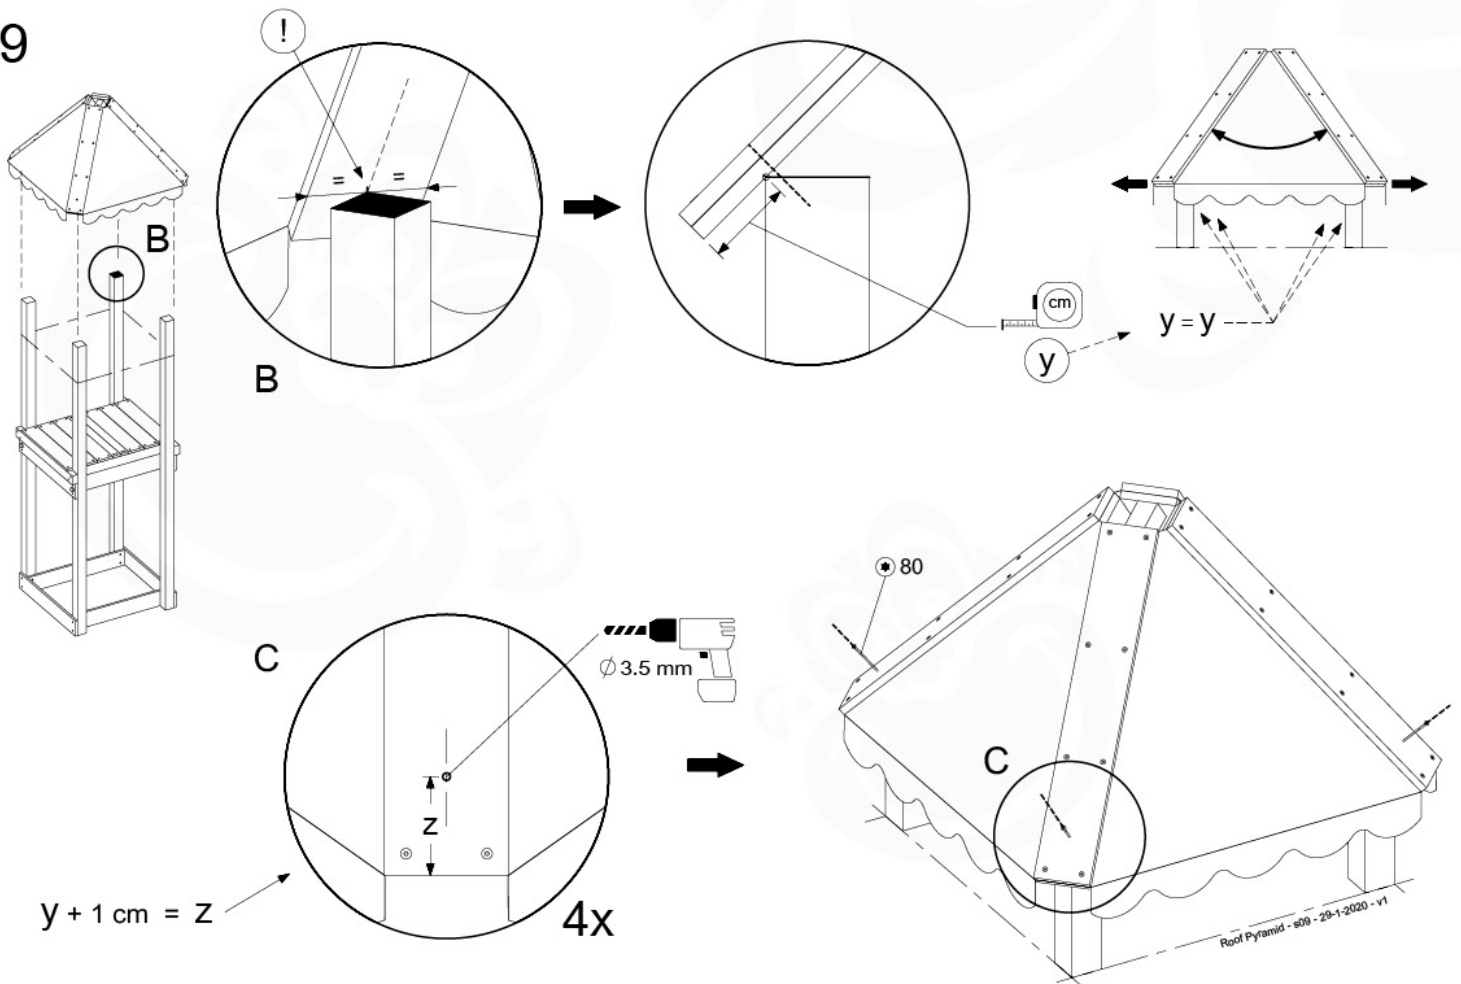 9
!
B
= =
B
cm
y
y = y
C
Ø 3.5 mm
z
y + 1 cm = z
4x
80
C
Roof Pyramid - s09 - 29-1-2020 - v1